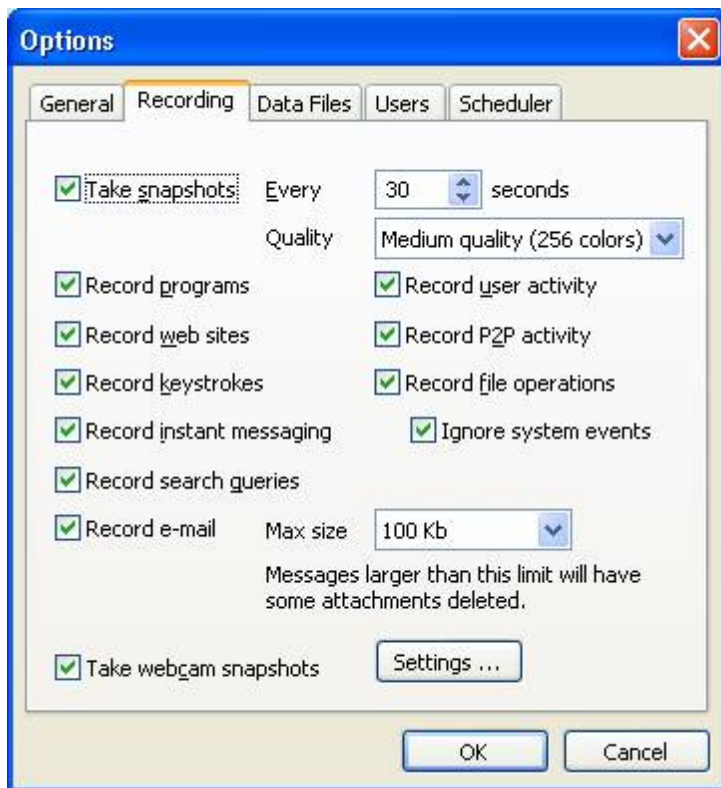 Options
General Recording Data Files Users Scheduler
Take snapshots Every 30 seconds
Quality Medium quality (256 colors)
Record programs Record user activity
Record web sites Record P2P activity
Record keystrokes Record file operations
Record instant messaging Ignore system events
Record search queries
Record e-mail Max size 100 Kb
Messages larger than this limit will have
some attachments deleted.
Take webcam snapshots Settings ...
OK Cancel